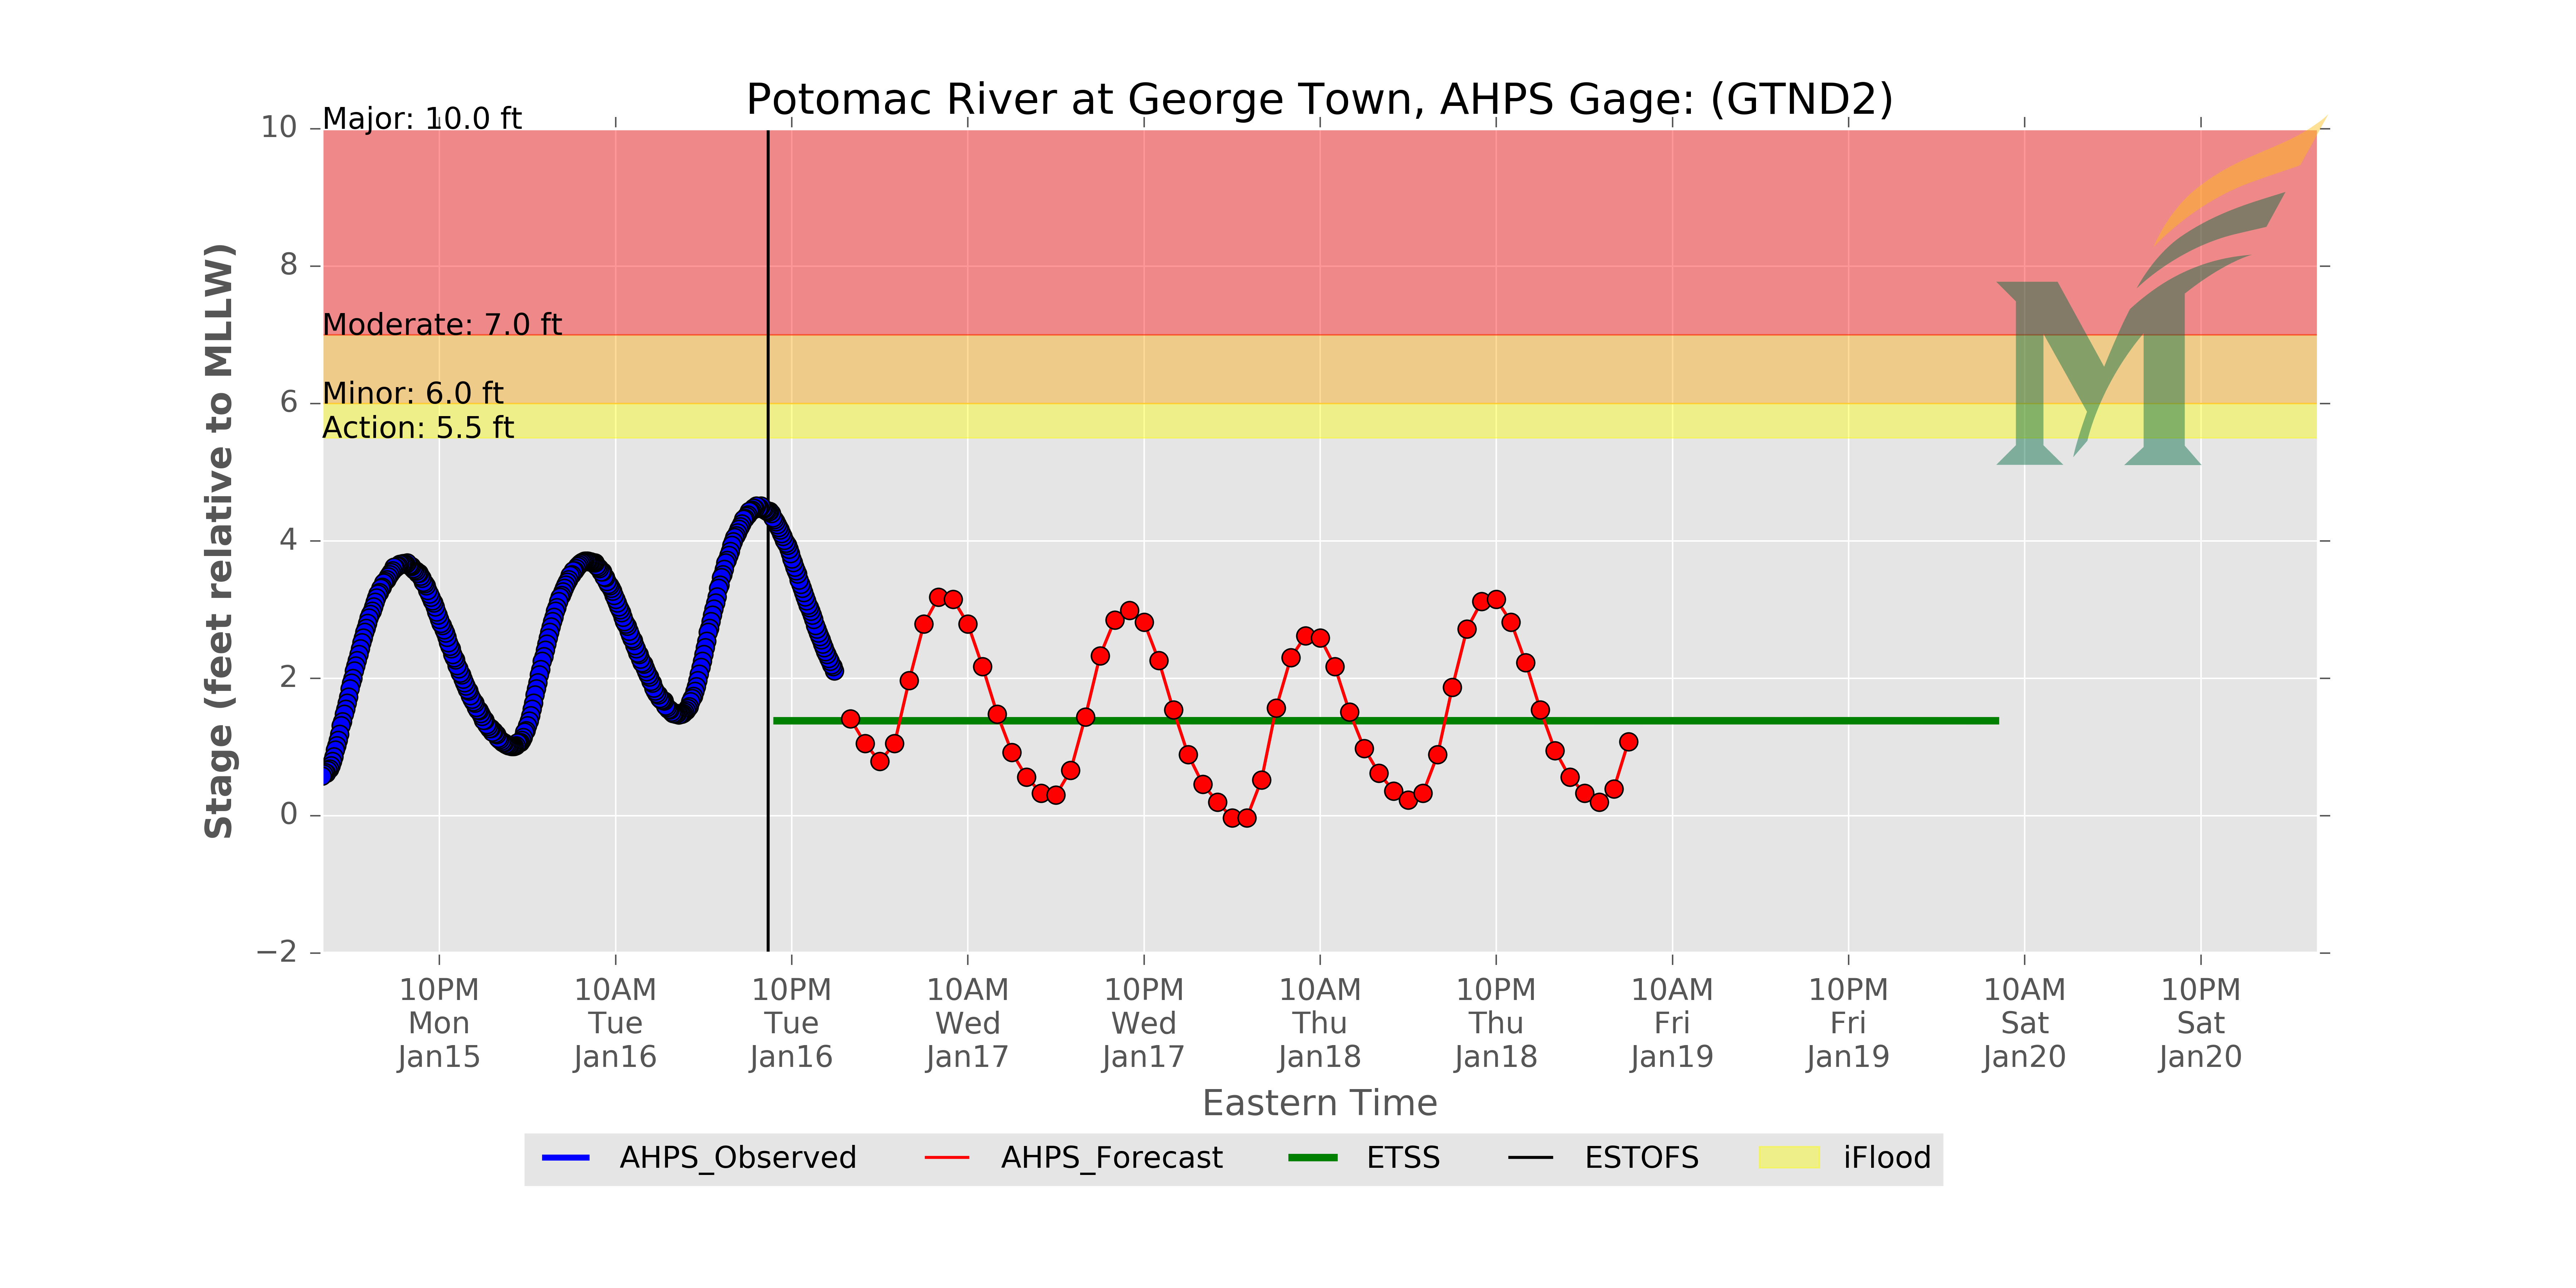 Potomac River at George Town, AHPS Gage: (GTND2)
Major: 10.0 ft
Moderate: 7.0 ft
Minor: 6.0 ft
Action: 5.5 ft
Stage (feet relative to MLLW)
10
8
6
4
2
0
−2
10PM 10AM 10PM 10AM 10PM 10AM 10PM 10AM 10PM 10AM 10PM
Mon Tue Tue Wed Wed Thu Thu Fri Fri Sat Sat
Jan15 Jan16 Jan16 Jan17 Jan17 Jan18 Jan18 Jan19 Jan19 Jan20 Jan20
Eastern Time
AHPS_Observed AHPS_Forecast ETSS ESTOFS iFlood
M